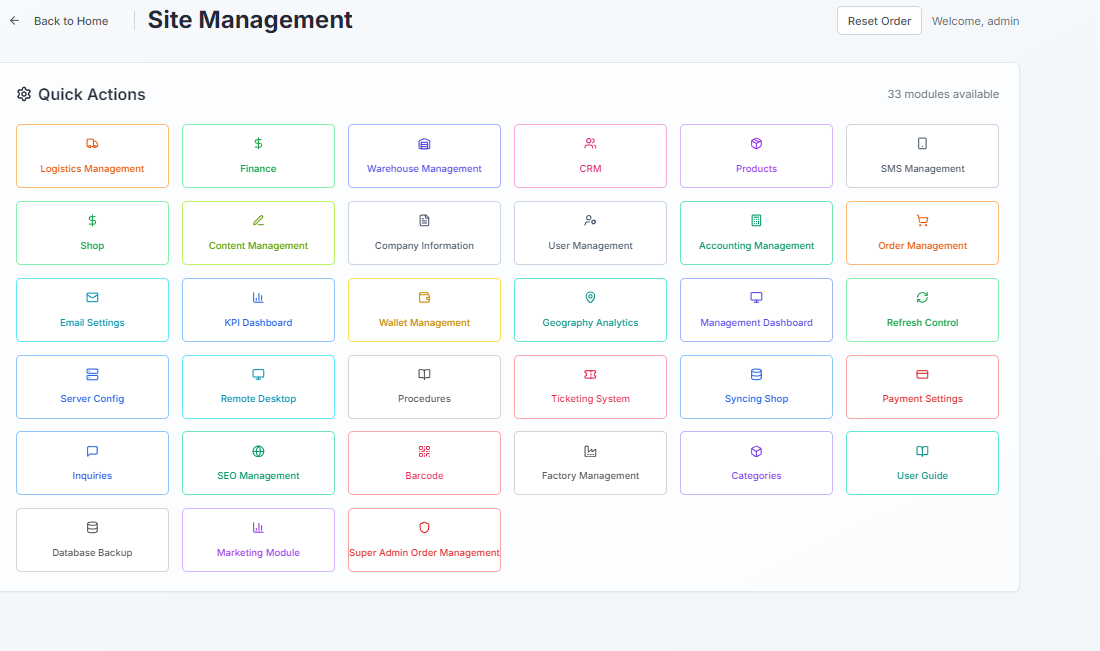 Back to Home
Site Management
Reset Order
Welcome, admin
Quick Actions
33 modules available
Logistics Management
Finance
Warehouse Management
CRM
Products
SMS Management
Shop
Content Management
Company Information
User Management
Accounting Management
Order Management
Email Settings
KPI Dashboard
Wallet Management
Geography Analytics
Management Dashboard
Refresh Control
Server Config
Remote Desktop
Procedures
Ticketing System
Syncing Shop
Payment Settings
Inquiries
SEO Management
Barcode
Factory Management
Categories
User Guide
Database Backup
Marketing Module
Super Admin Order Management